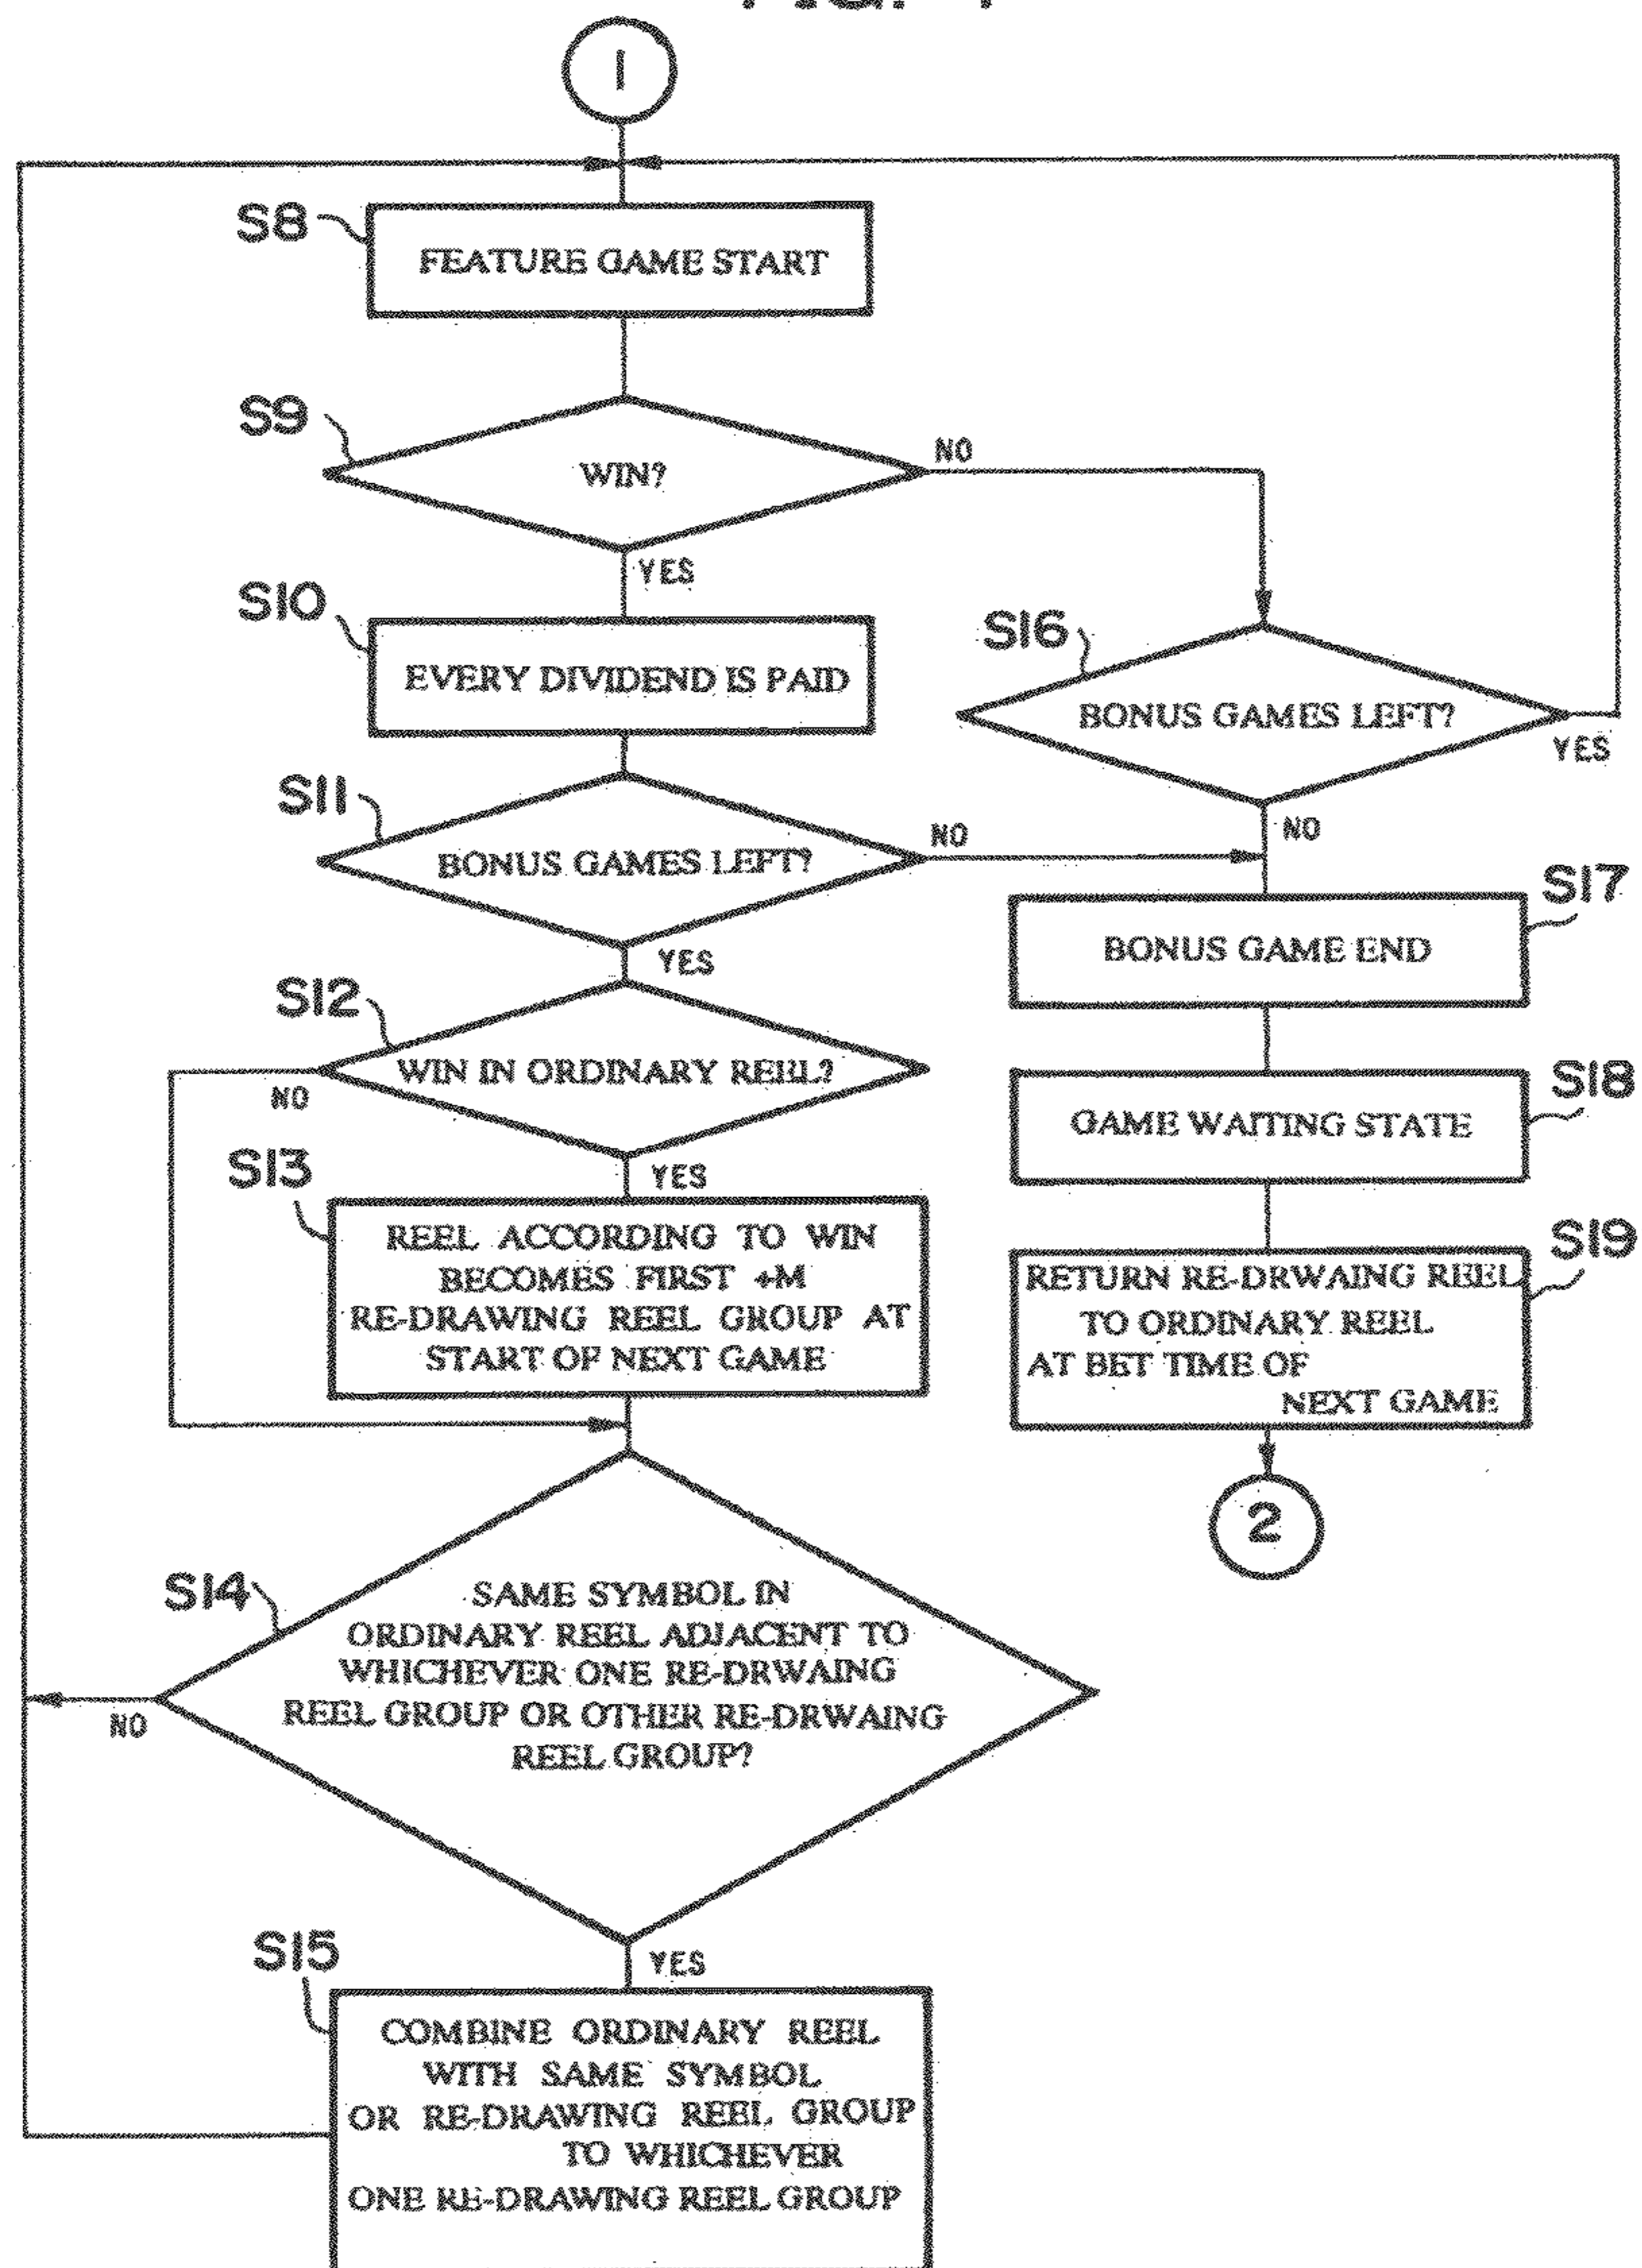 1
S8
FEATURE GAME START
S9
WIN?
NO
YES
S10
EVERY DIVIDEND IS PAID
S16
BONUS GAMES LEFT?
YES
NO
S11
BONUS GAMES LEFT?
NO
YES
S17
BONUS GAME END
S12
WIN IN ORDINARY REEL?
NO
YES
S18
GAME WAITING STATE
S13
REEL ACCORDING TO WIN
BECOMES FIRST +M
RE-DRAWING REEL GROUP AT
START OF NEXT GAME
S19
RETURN RE-DRWAING REEL
TO ORDINARY REEL
AT BET TIME OF
NEXT GAME
2
S14
SAME SYMBOL IN
ORDINARY REEL ADJACENT TO
WHICHEVER ONE RE-DRWAING
REEL GROUP OR OTHER RE-DRWAING
REEL GROUP?
NO
YES
S15
COMBINE ORDINARY REEL
WITH SAME SYMBOL
OR RE-DRAWING REEL GROUP
TO WHICHEVER
ONE RE-DRAWING REEL GROUP